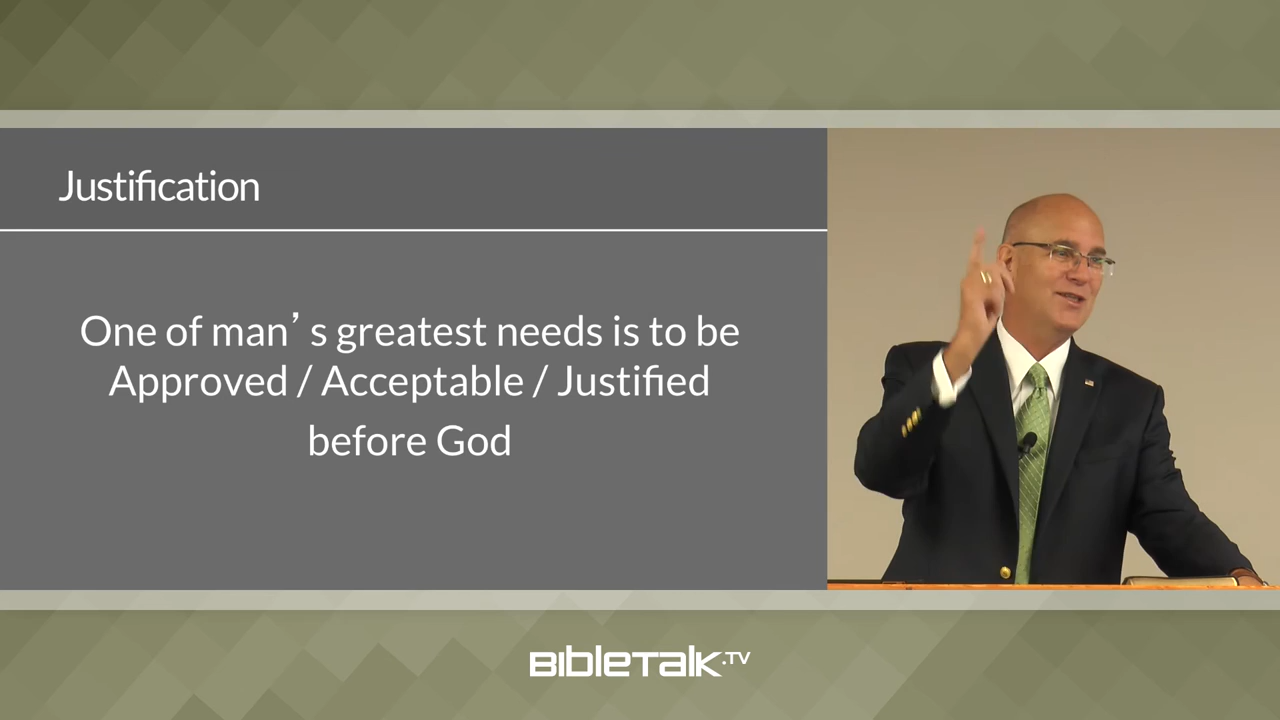 Justification
One of man’ s greatest needs is to be
Approved / Acceptable / Justified
before God
BibleTalk.TV